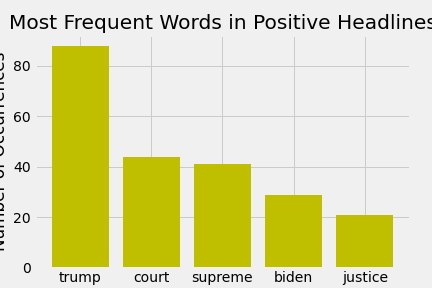 Most Frequent Words in Positive Headlines
Number of Occurrences
80
60
40
20
0
trump court supreme biden justice